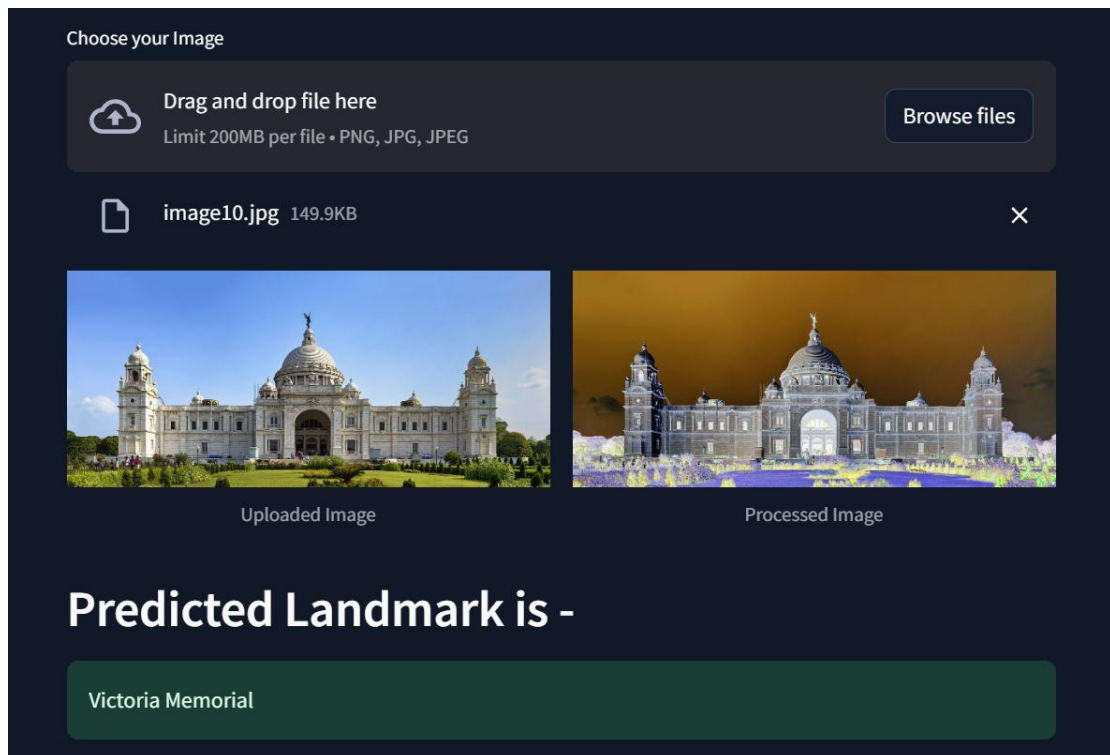 Choose your Image
Drag and drop file here
Limit 200MB per file • PNG, JPG, JPEG
Browse files
image10.jpg 149.9KB
Uploaded Image
Processed Image
Predicted Landmark is -
Victoria Memorial